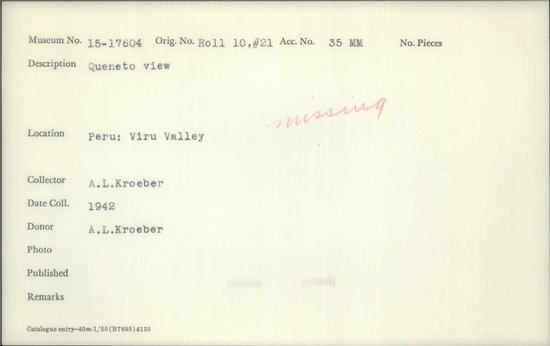 Museum No. 15-17604 Orig. No. Roll 10,#21 Acc. No. 35 MM No. Pieces
Description Queneto view
missing
Location Peru; Viru Valley
Collector A.L.Kroeber
Date Coll. 1942
Donor A.L.Kroeber
Photo
Published
Remarks
Catalogue entry-40m-1,'50(B7895)4135